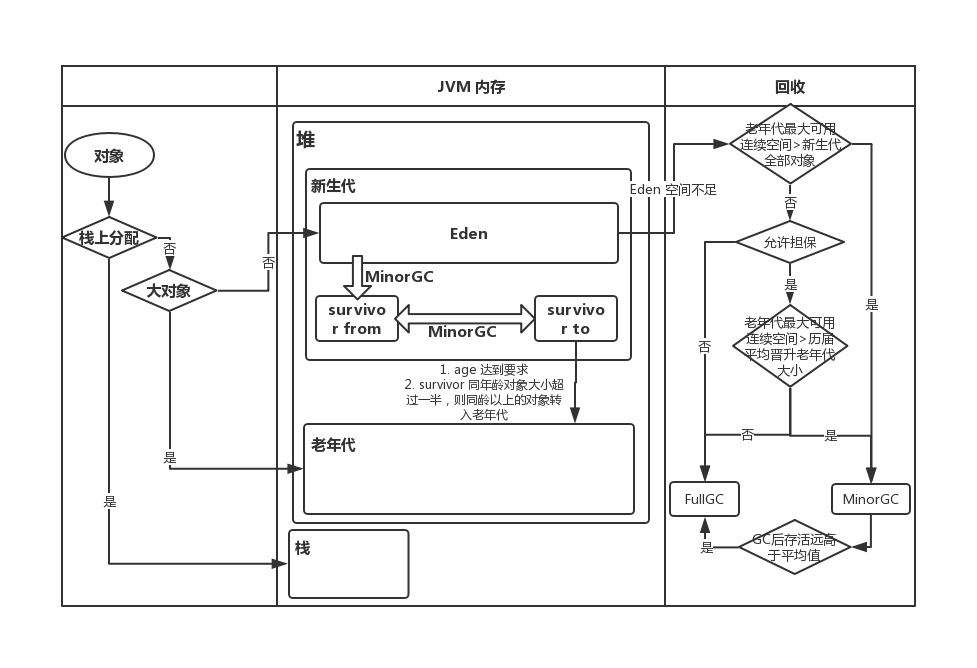 JVM 内存
回收
对象
栈上分配
否
大对象
否
是
是
堆
新生代
Eden
MinorGC
survivo
r from
MinorGC
survivo
r to
1. age 达到要求
2. survivor 同年龄对象大小超
过一半，则同龄以上的对象转
入老年代
老年代
栈
Eden 空间不足
老年代最大可用
连续空间>新生代
全部对象
否
允许担保
是
是
老年代最大可用
连续空间>历届
平均晋升老年代
大小
否
否
是
FullGC
MinorGC
GC后存活远高
于平均值
是